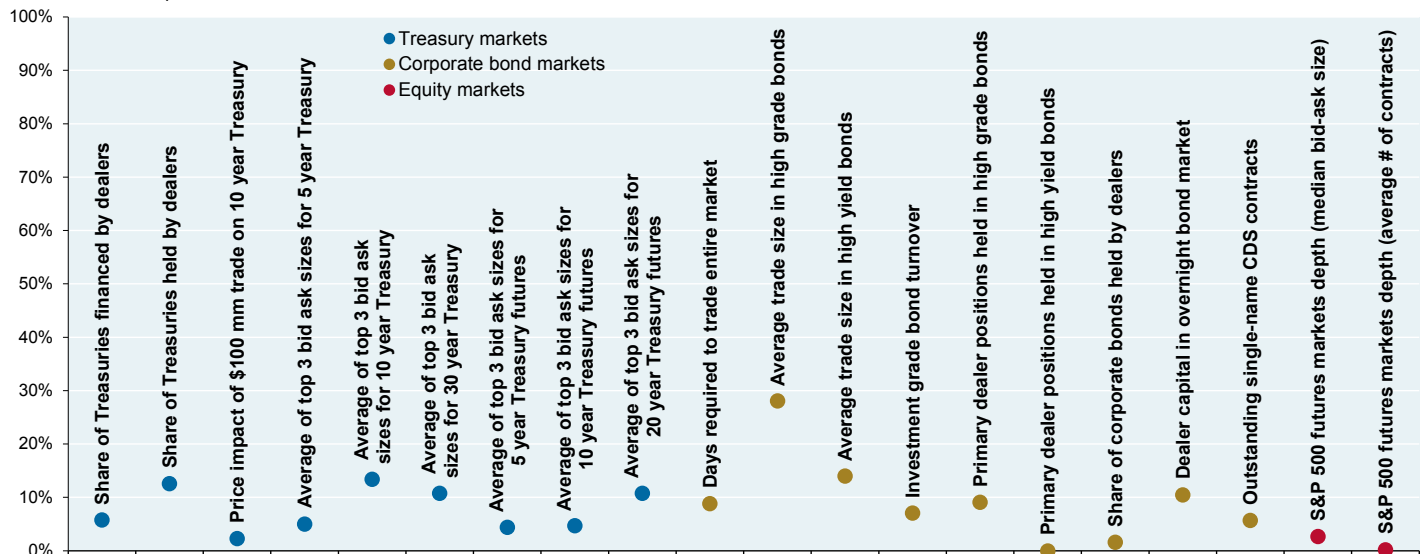 100%
90%
80%
70%
60%
50%
40%
30%
20%
10%
0%
Treasury markets
Corporate bond markets
Equity markets
Share of Treasuries financed by dealers
Share of Treasuries held by dealers
Price impact of $100 mm trade on 10 year Treasury
Average of top 3 bid ask sizes for 5 year Treasury
Average of top 3 bid ask
sizes for 10 year Treasury
Average of top 3 bid ask
sizes for 30 year Treasury
Average of top 3 bid ask sizes for
5 year Treasury futures
Average of top 3 bid ask sizes for
10 year Treasury futures
Average of top 3 bid ask sizes for
20 year Treasury futures
Days required to trade entire market
Average trade size in high grade bonds
Average trade size in high yield bonds
Investment grade bond turnover
Primary dealer positions held in high grade bonds
Primary dealer positions held in high yield bonds
Share of corporate bonds held by dealers
Dealer capital in overnight bond market
Outstanding single-name CDS contracts
S&P 500 futures markets depth (median bid-ask size)
S&P 500 futures markets depth (average # of contracts)